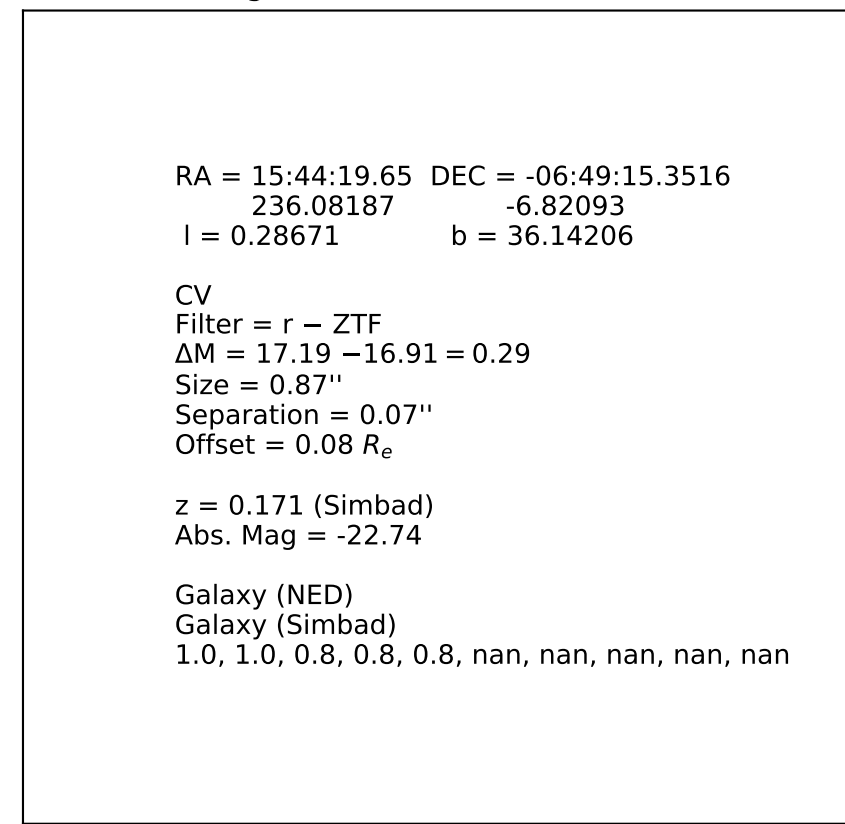 RA = 15:44:19.65 DEC = -06:49:15.3516
236.08187 -6.82093
l = 0.28671 b = 36.14206
CV
Filter = r − ZTF
ΔM = 17.19 −16.91 = 0.29
Size = 0.87''
Separation = 0.07''
Offset = 0.08 Re
z = 0.171 (Simbad)
Abs. Mag = -22.74
Galaxy (NED)
Galaxy (Simbad)
1.0, 1.0, 0.8, 0.8, 0.8, nan, nan, nan, nan, nan